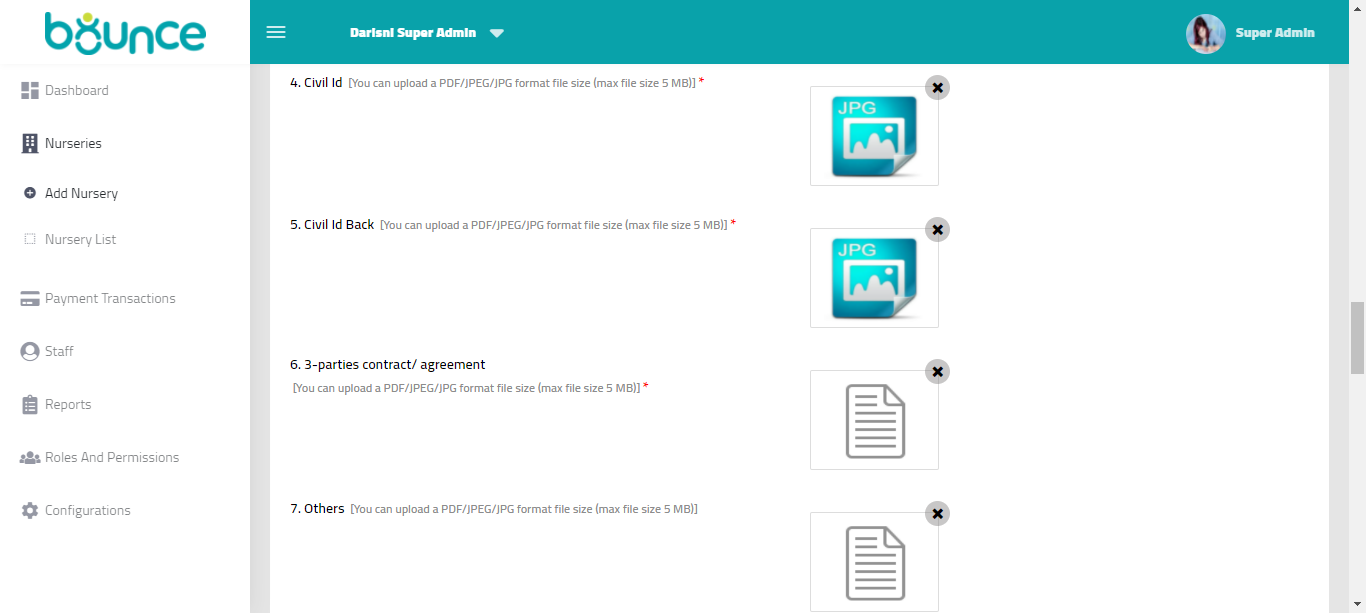 bounce
Darisni Super Admin
Super Admin
Dashboard
Nurseries
Add Nursery
Nursery List
Payment Transactions
Staff
Reports
Roles And Permissions
Configurations
4. Civil Id [You can upload a PDF/JPEG/JPG format file size (max file size 5 MB)] *
JPG
5. Civil Id Back [You can upload a PDF/JPEG/JPG format file size (max file size 5 MB)] *
JPG
6. 3-parties contract/ agreement
[You can upload a PDF/JPEG/JPG format file size (max file size 5 MB)] *
7. Others [You can upload a PDF/JPEG/JPG format file size (max file size 5 MB)]